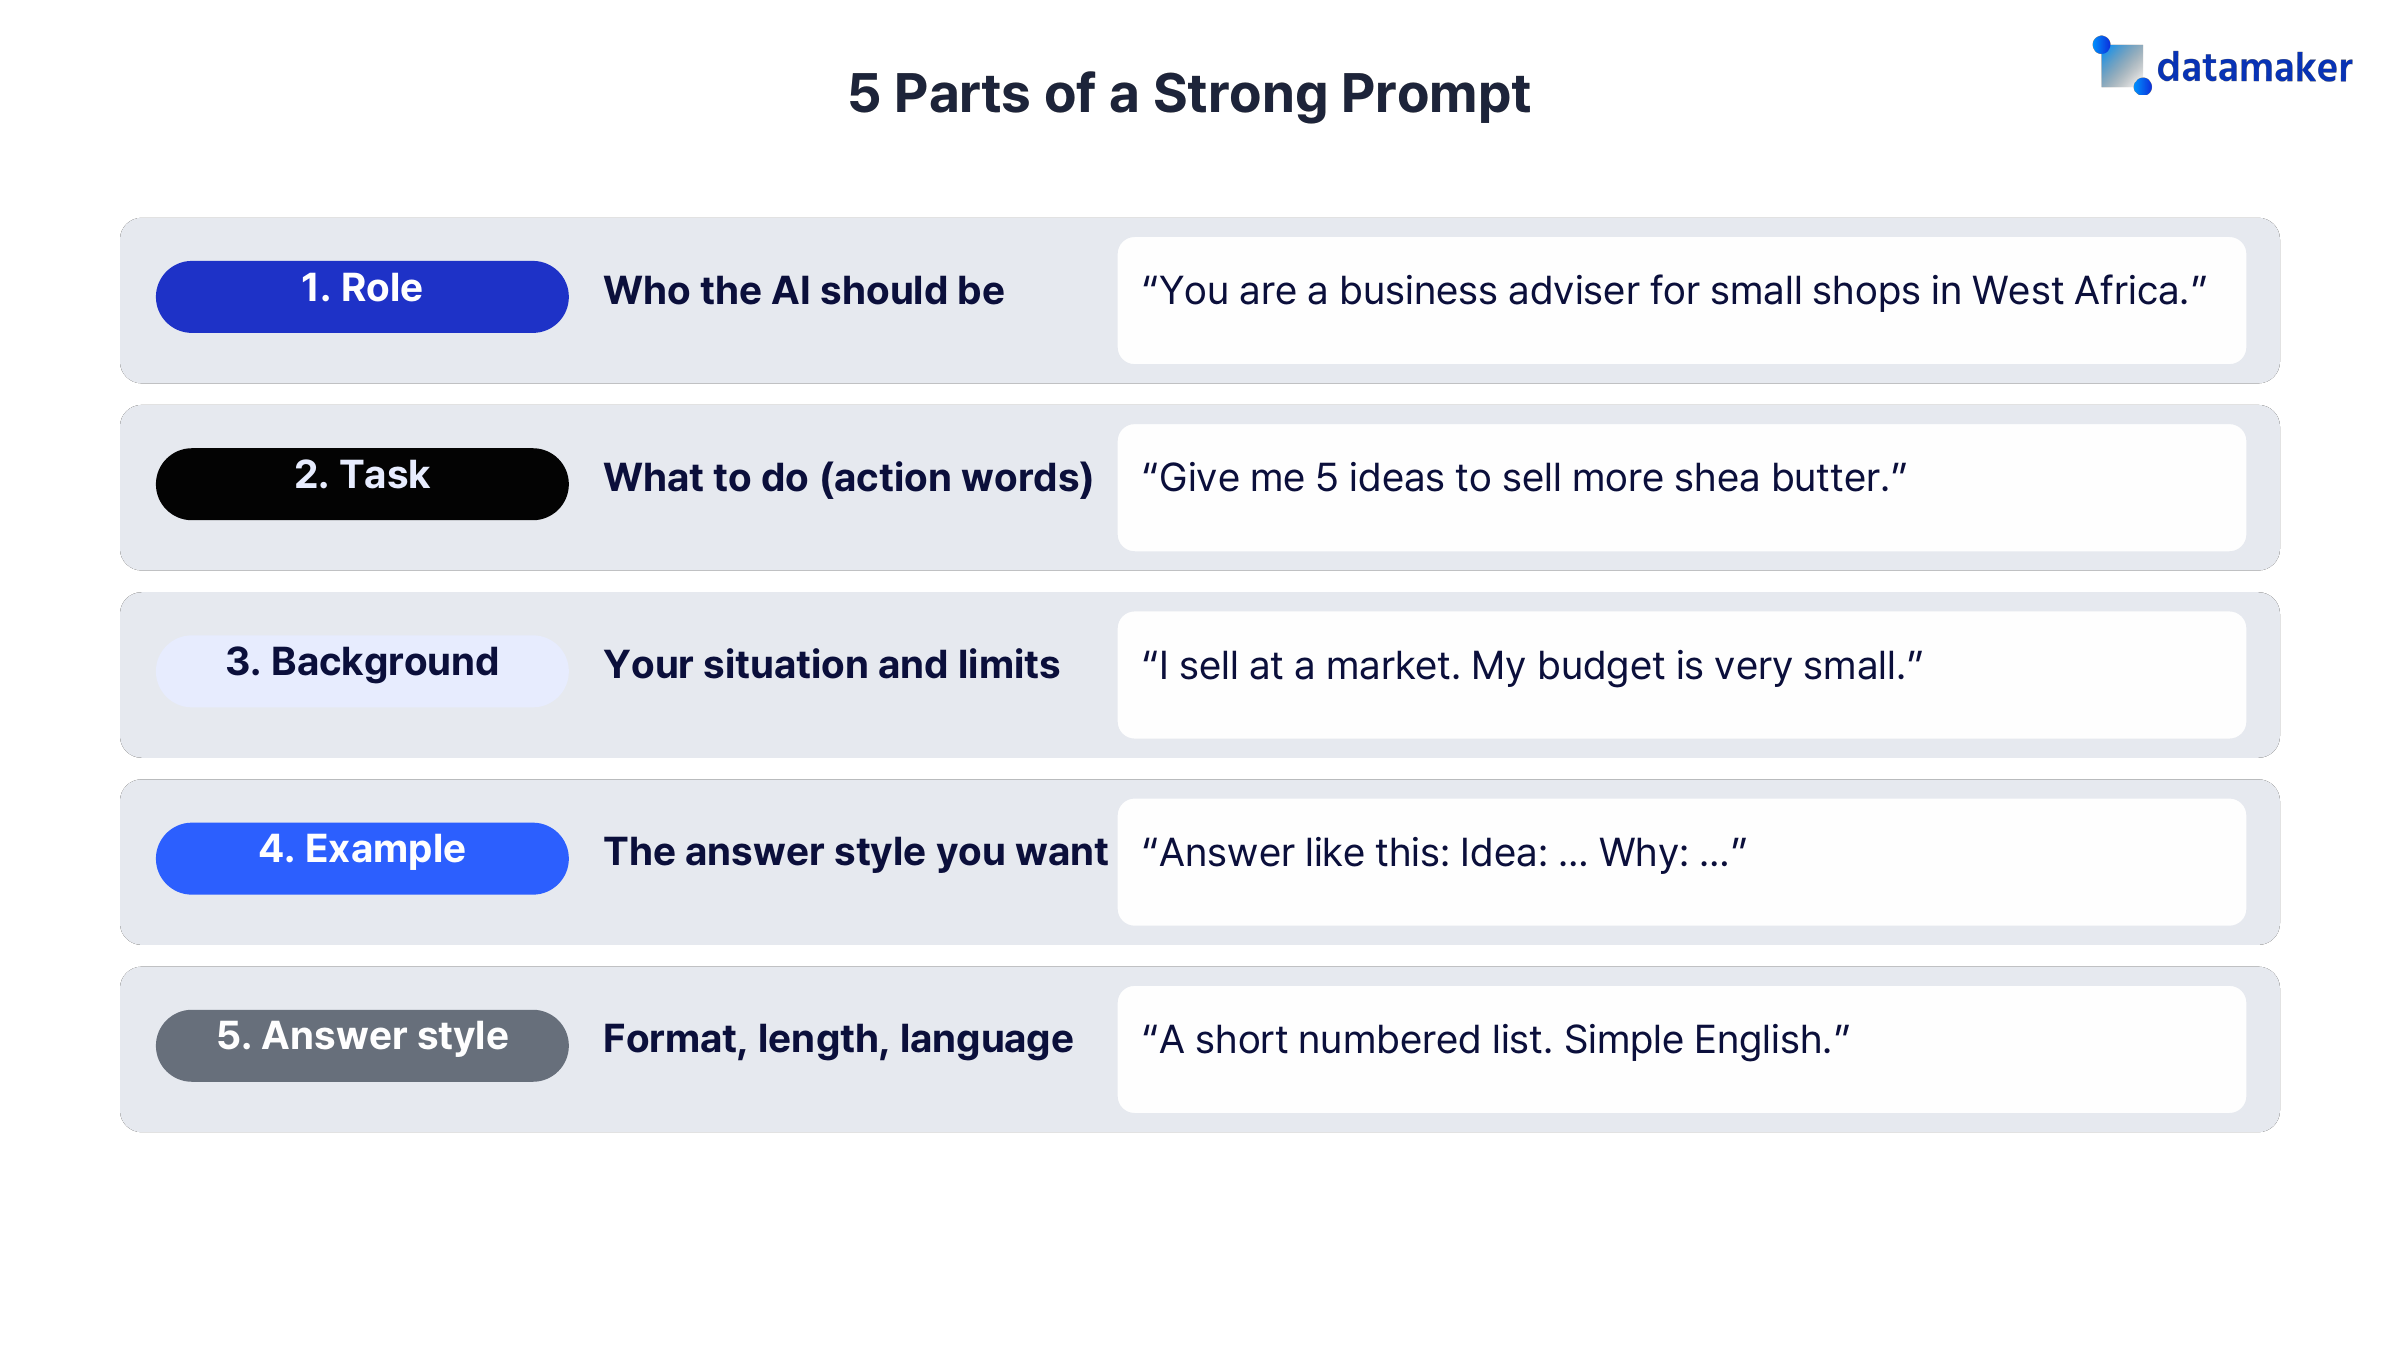 datamaker
5 Parts of a Strong Prompt
1. Role
Who the AI should be
“You are a business adviser for small shops in West Africa.”
2. Task
What to do (action words)
“Give me 5 ideas to sell more shea butter.”
3. Background
Your situation and limits
“I sell at a market. My budget is very small.”
4. Example
The answer style you want
“Answer like this: Idea: ... Why: ...”
5. Answer style
Format, length, language
“A short numbered list. Simple English.”